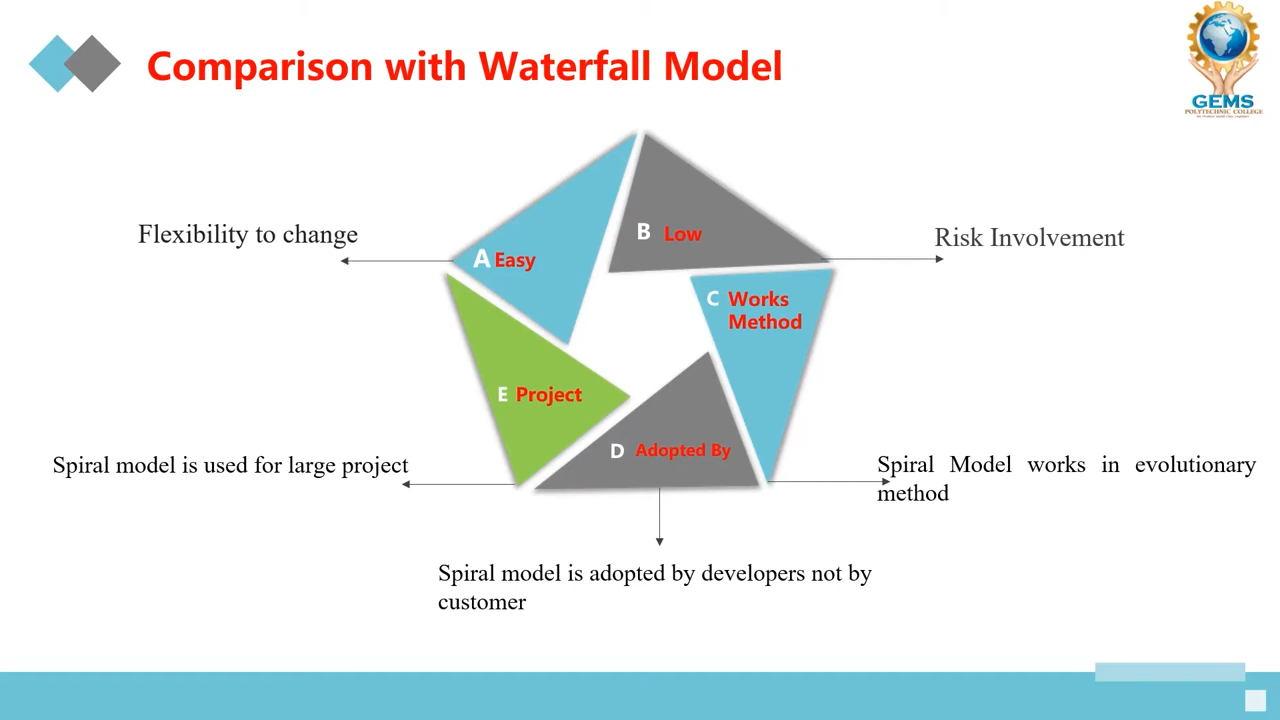 Comparison with Waterfall Model
GEMS
POLYTECHNIC COLLEGE
Flexibility to change
A Easy
B Low
Risk Involvement
C Works
Method
E Project
D Adopted By
Spiral model is used for large project
Spiral Model works in evolutionary
method
Spiral model is adopted by developers not by
customer